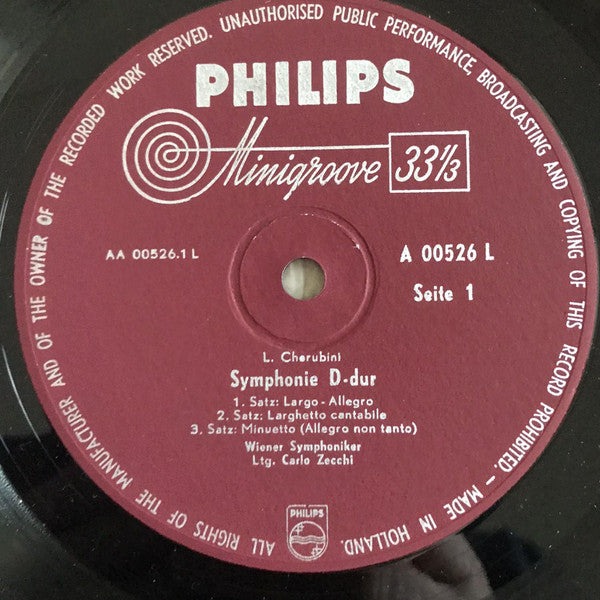 ALL RIGHTS OF THE MANUFACTURER AND OF THE OWNER OF THE RECORDED WORK RESERVED. UNAUTHORISED PUBLIC PERFORMANCE, BROADCASTING AND COPYING OF THIS RECORD PROHIBITED. – MADE IN HOLLAND.
PHILIPS
Minigroove 33⅓
AA 00526.1 L
A 00526 L
Seite 1
L. Cherubini
Symphonie D-dur
1. Satz: Largo - Allegro
2. Satz: Larghetto cantabile
3. Satz: Minuetto (Allegro non tanto)
Wiener Symphoniker
Ltg. Carlo Zecchi
PHILIPS